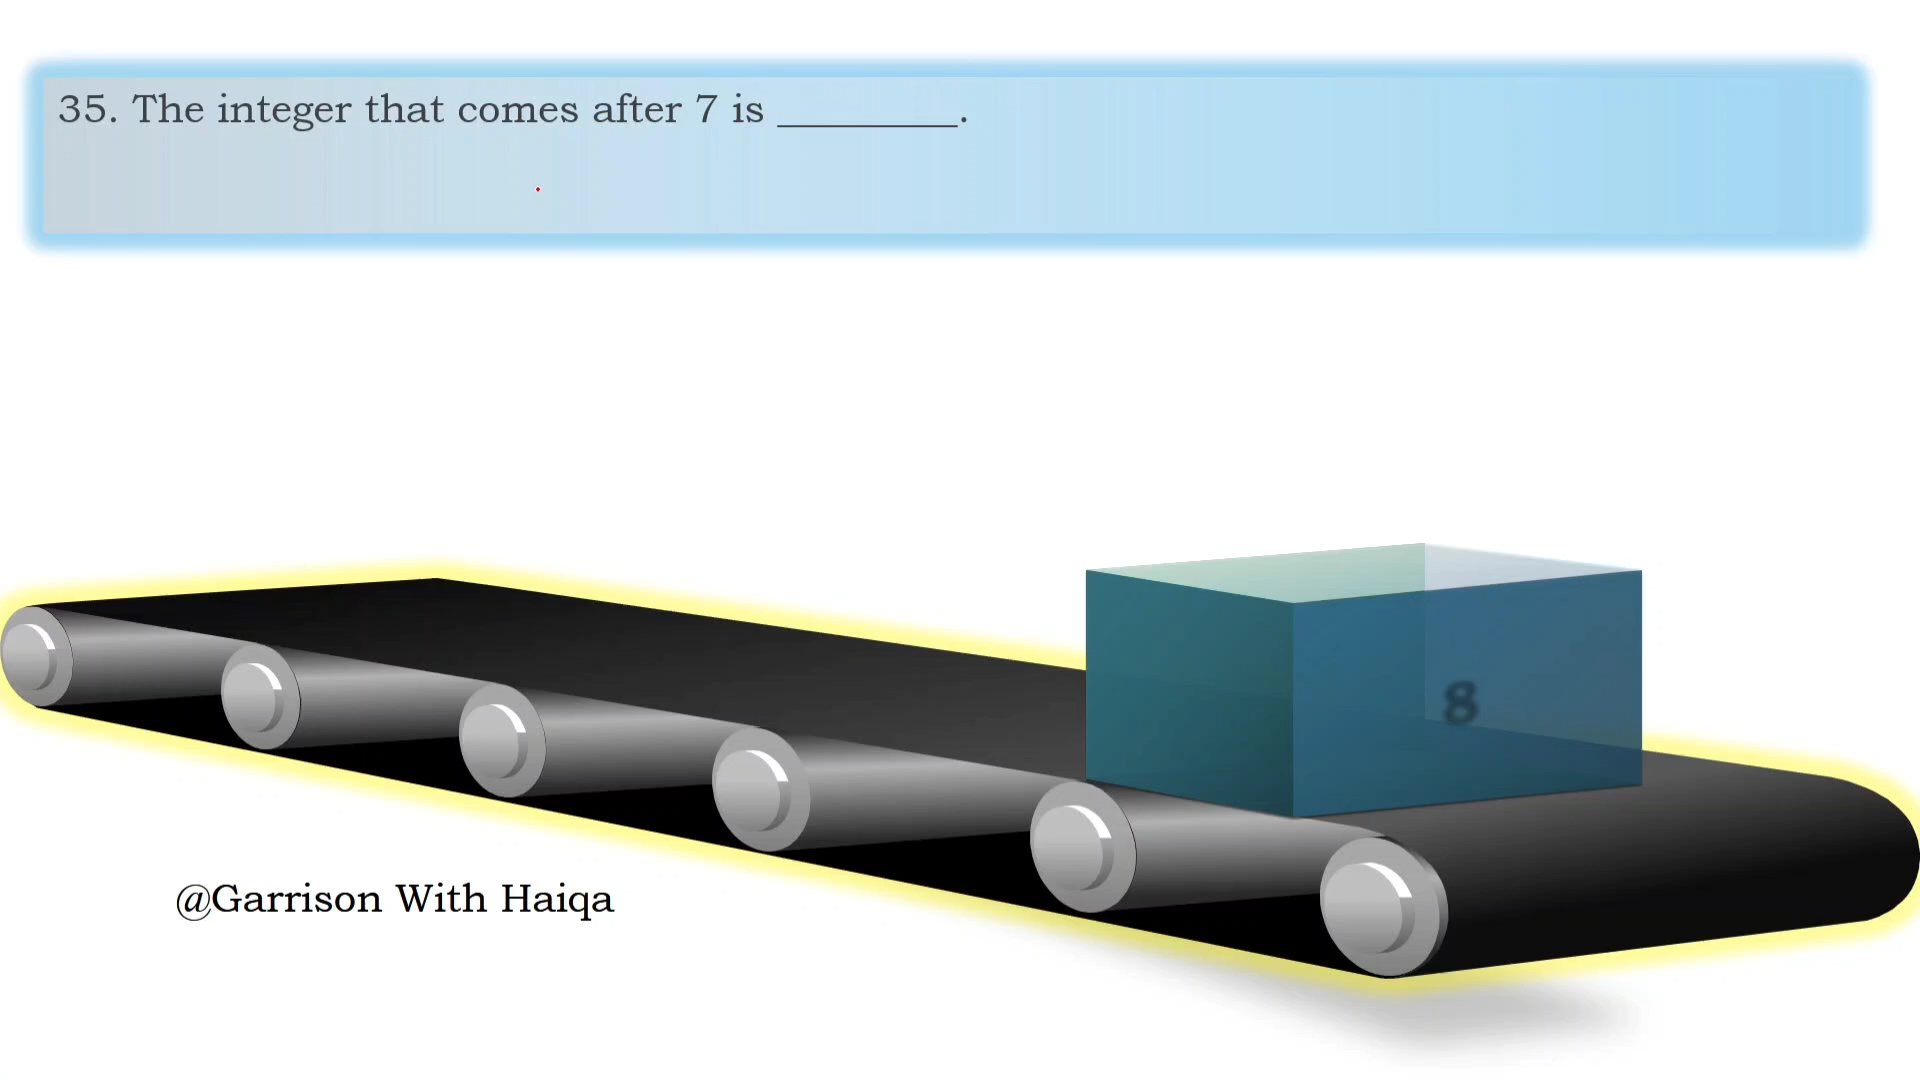 35. The integer that comes after 7 is _________.
8
@Garrison With Haiqa